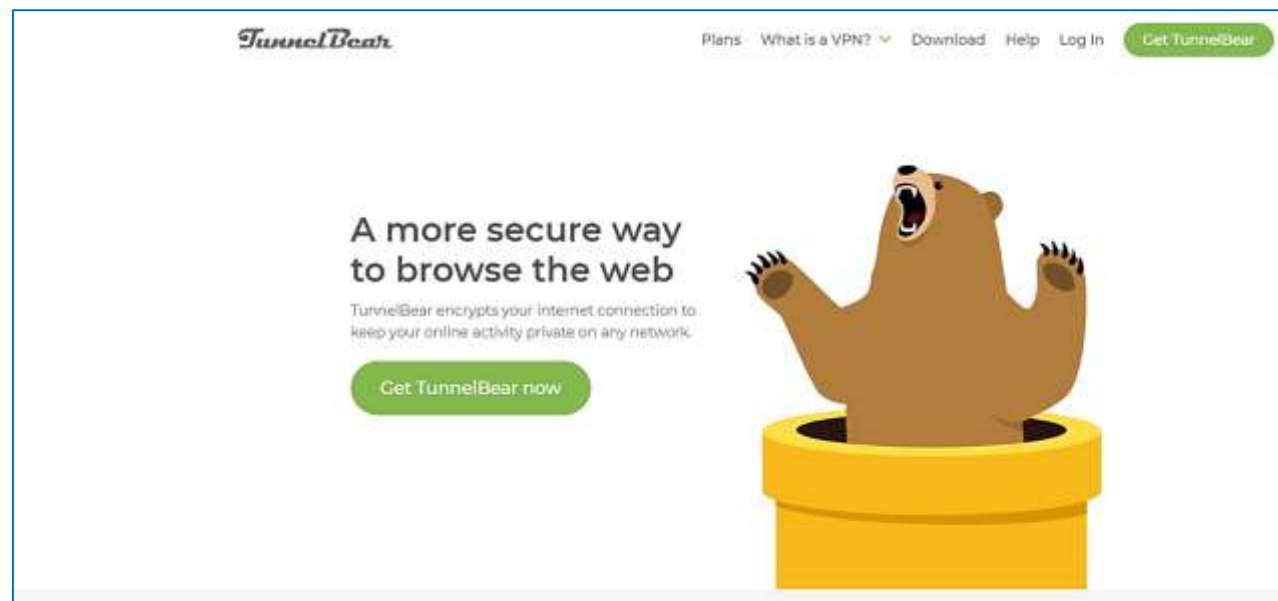 TunnelBear
Plans What is a VPN? Download Help Log In Get TunnelBear
A more secure way
to browse the web
TunnelBear encrypts your internet connection to
keep your online activity private on any network.
Get TunnelBear now